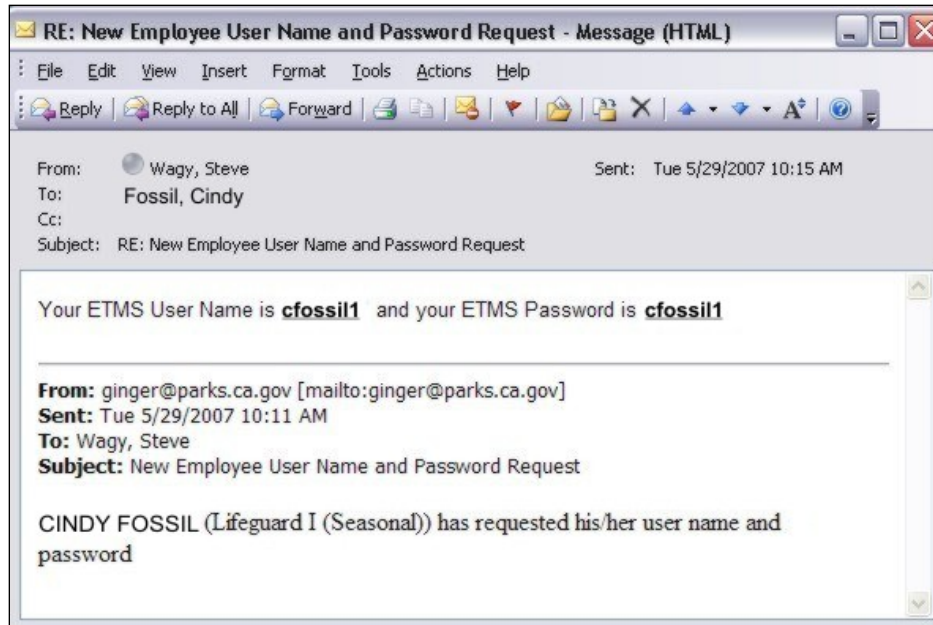 RE: New Employee User Name and Password Request - Message (HTML)
File Edit View Insert Format Tools Actions Help
Reply Reply to All Forward
From: Wagy, Steve Sent: Tue 5/29/2007 10:15 AM
To: Fossil, Cindy
Cc:
Subject: RE: New Employee User Name and Password Request
Your ETMS User Name is cfossil1 and your ETMS Password is cfossil1
From: ginger@parks.ca.gov [mailto:ginger@parks.ca.gov]
Sent: Tue 5/29/2007 10:11 AM
To: Wagy, Steve
Subject: New Employee User Name and Password Request
CINDY FOSSIL (Lifeguard I (Seasonal)) has requested his/her user name and
password